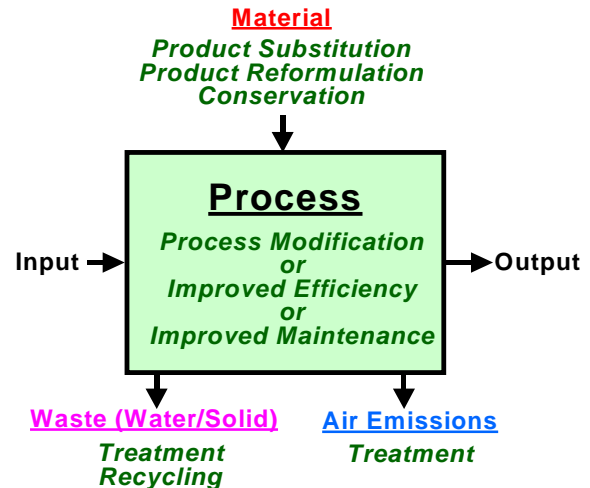 Material
Product Substitution
Product Reformulation
Conservation
Process
Process Modification
or
Improved Efficiency
or
Improved Maintenance
Input
Output
Waste (Water/Solid)
Treatment
Recycling
Air Emissions
Treatment